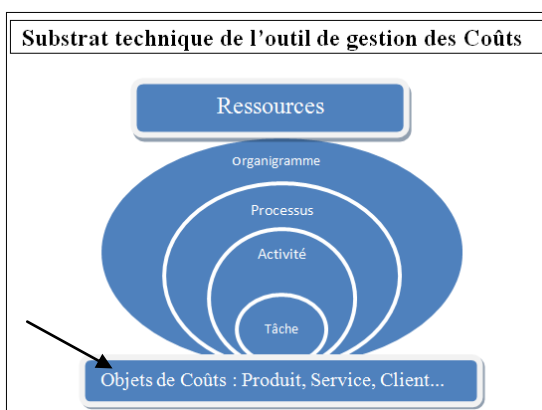 Substrat technique de l’outil de gestion des Coûts
Ressources
Organigramme
Processus
Activité
Tâche
Objets de Coûts : Produit, Service, Client...